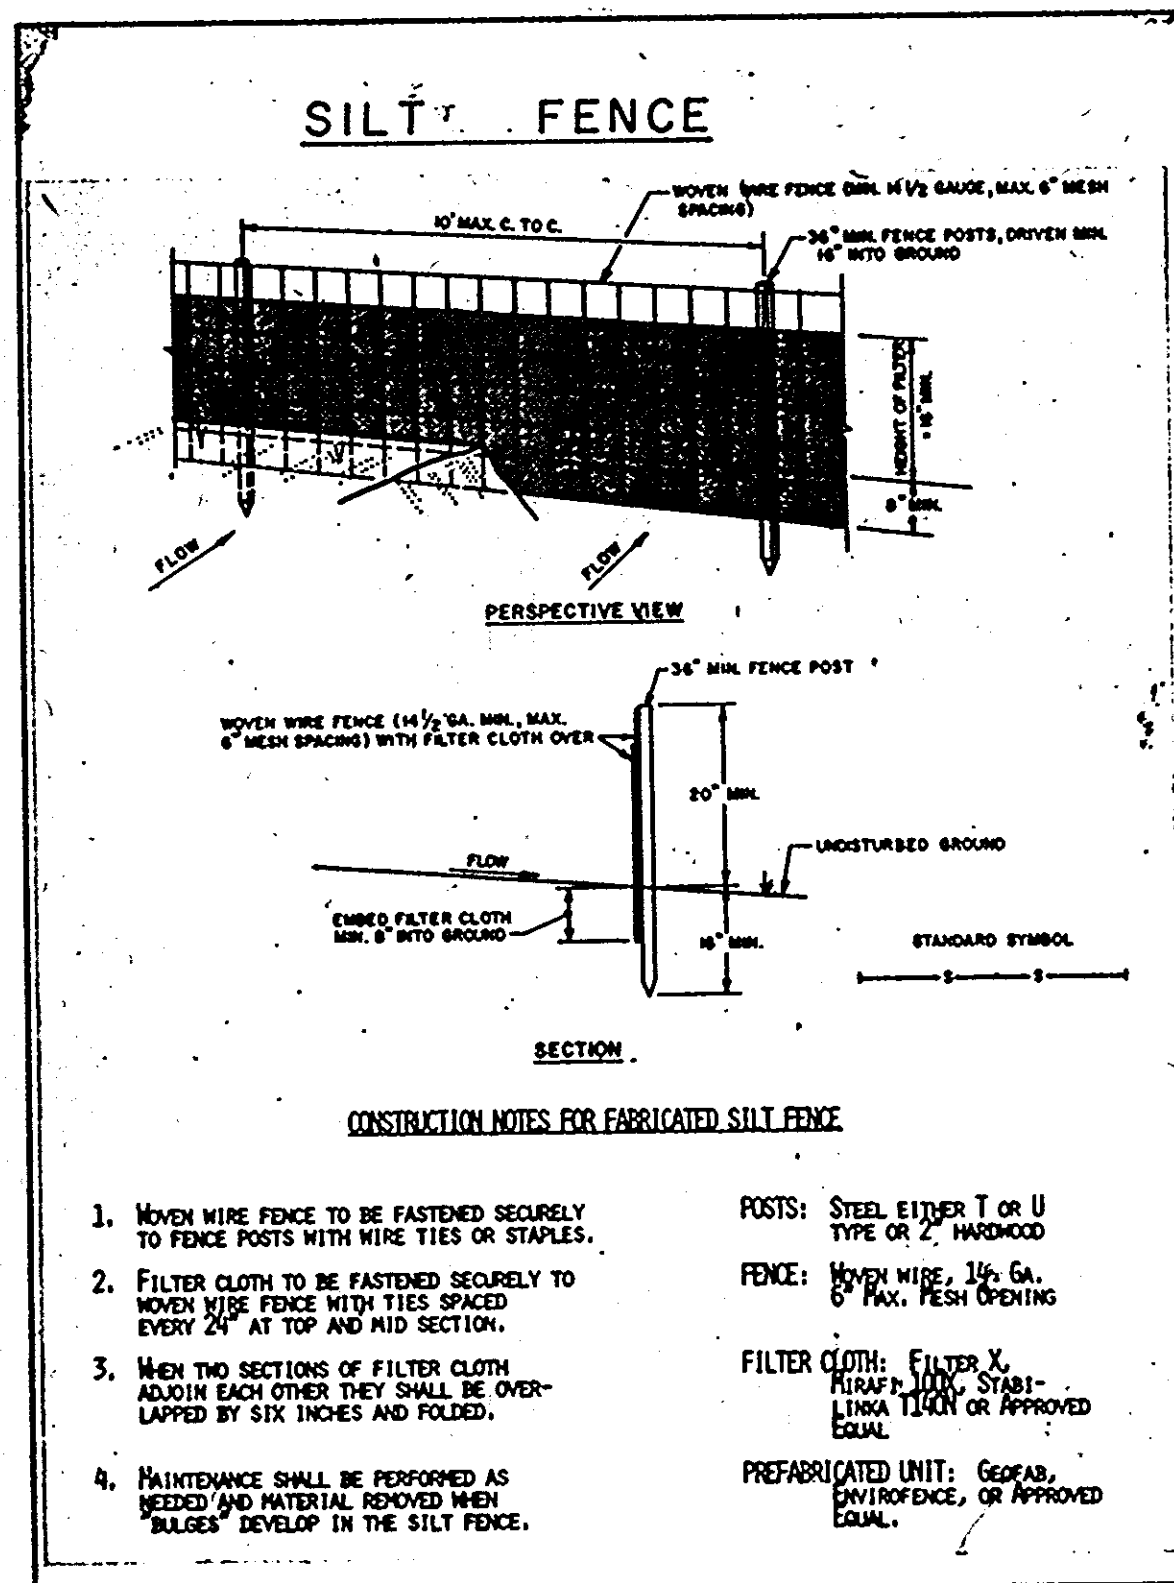 SILT FENCE
WOVEN WIRE FENCE (MIN. 14 1/2 GAUGE, MAX. 6" MESH
SPACING)
10' MAX. C. TO C.
36" MIN. FENCE POSTS, DRIVEN MIN.
16" INTO GROUND
HEIGHT OF FILTER
= 16" MIN.
8" MIN.
FLOW
FLOW
PERSPECTIVE VIEW
36" MIN. FENCE POST
WOVEN WIRE FENCE (14 1/2 GA. MIN., MAX.
6" MESH SPACING) WITH FILTER CLOTH OVER
20" MIN.
UNDISTURBED GROUND
FLOW
EMBED FILTER CLOTH
MIN. 8" INTO GROUND
16" MIN.
STANDARD SYMBOL
S S
SECTION
CONSTRUCTION NOTES FOR FABRICATED SILT FENCE
1. WOVEN WIRE FENCE TO BE FASTENED SECURELY
TO FENCE POSTS WITH WIRE TIES OR STAPLES.
2. FILTER CLOTH TO BE FASTENED SECURELY TO
WOVEN WIRE FENCE WITH TIES SPACED
EVERY 24" AT TOP AND MID SECTION.
3. WHEN TWO SECTIONS OF FILTER CLOTH
ADJOIN EACH OTHER THEY SHALL BE OVER-
LAPPED BY SIX INCHES AND FOLDED.
4. MAINTENANCE SHALL BE PERFORMED AS
NEEDED AND MATERIAL REMOVED WHEN
"BULGES" DEVELOP IN THE SILT FENCE.
POSTS: STEEL EITHER T OR U
TYPE OR 2" HARDWOOD
FENCE: WOVEN WIRE, GA.
6" MAX. MESH OPENING
FILTER CLOTH: FILTER X,
MIRAFI 100X, STABI-
LINKA T140N OR APPROVED
EQUAL
PREFABRICATED UNIT: GEOFAB,
ENVIROFENCE, OR APPROVED
EQUAL.